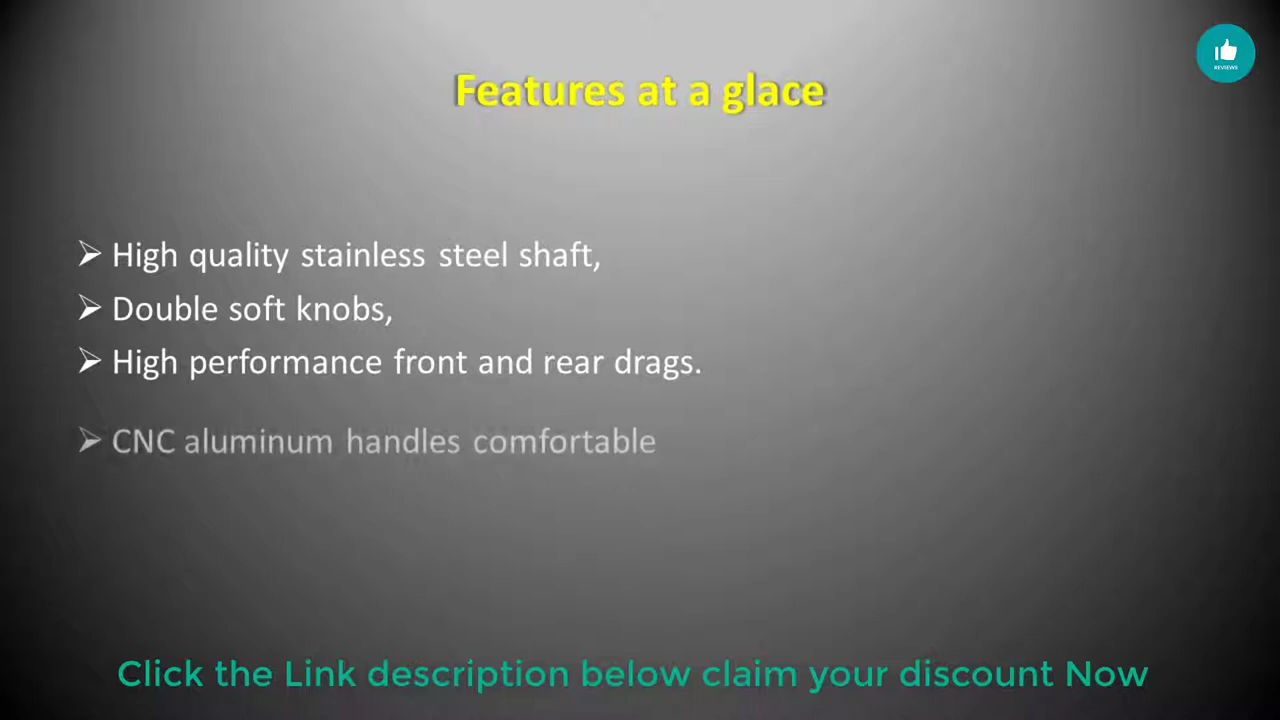 REVIEWS
Features at a glace
High quality stainless steel shaft,
Double soft knobs,
High performance front and rear drags.
CNC aluminum handles comfortable
Click the Link description below claim your discount Now